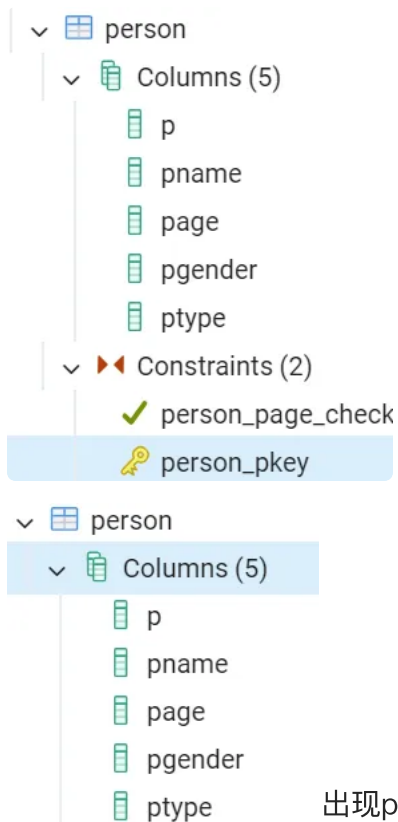 person
Columns (5)
p
pname
page
pgender
ptype
Constraints (2)
person_page_check
person_pkey
person
Columns (5)
p
pname
page
pgender
ptype
出现p